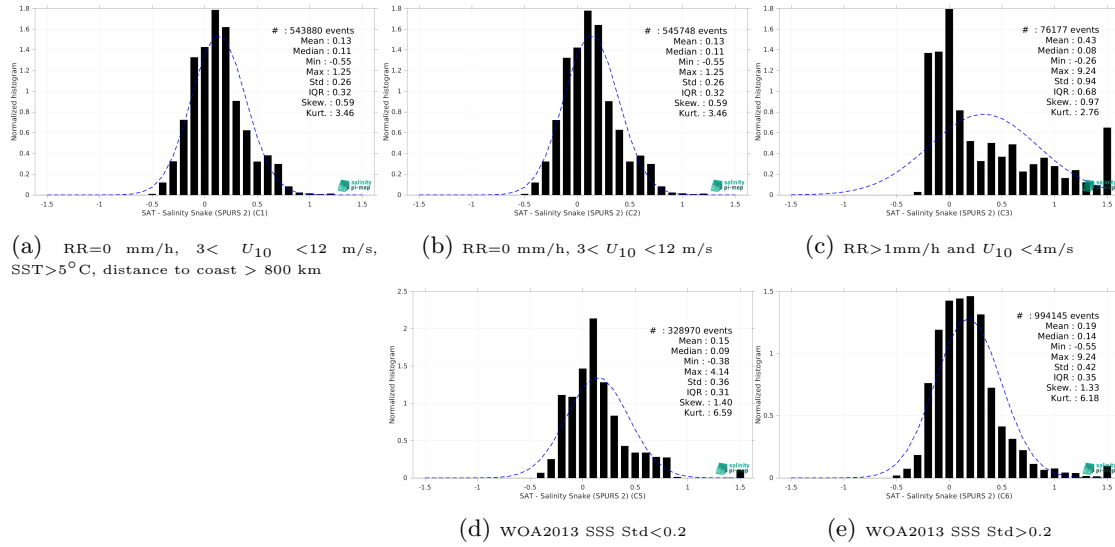 1.8
1.6
1.4
1.2
1
0.8
0.6
0.4
0.2
0
Normalized histogram
# : 543880 events
Mean : 0.13
Median : 0.11
Min : -0.55
Max : 1.25
Std : 0.26
IQR : 0.32
Skew. : 0.59
Kurt. : 3.46
salinity
pi-mep
-1.5 -1 -0.5 0 0.5 1 1.5
SAT - Salinity Snake (SPURS 2) (C1)
(a) RR=0 mm/h, 3< U10 <12 m/s,
SST>5°C, distance to coast > 800 km
1.8
1.6
1.4
1.2
1
0.8
0.6
0.4
0.2
0
Normalized histogram
# : 545748 events
Mean : 0.13
Median : 0.11
Min : -0.55
Max : 1.25
Std : 0.26
IQR : 0.32
Skew. : 0.59
Kurt. : 3.46
salinity
pi-mep
-1.5 -1 -0.5 0 0.5 1 1.5
SAT - Salinity Snake (SPURS 2) (C2)
(b) RR=0 mm/h, 3< U10 <12 m/s
1.8
1.6
1.4
1.2
1
0.8
0.6
0.4
0.2
0
Normalized histogram
# : 76177 events
Mean : 0.43
Median : 0.08
Min : -0.26
Max : 9.24
Std : 0.94
IQR : 0.68
Skew. : 0.97
Kurt. : 2.76
salinity
pi-mep
-1.5 -1 -0.5 0 0.5 1 1.5
SAT - Salinity Snake (SPURS 2) (C3)
(c) RR>1mm/h and U10 <4m/s
2.5
2
1.5
1
0.5
0
Normalized histogram
# : 328970 events
Mean : 0.15
Median : 0.09
Min : -0.38
Max : 4.14
Std : 0.36
IQR : 0.31
Skew. : 1.40
Kurt. : 6.59
salinity
pi-mep
-1.5 -1 -0.5 0 0.5 1 1.5
SAT - Salinity Snake (SPURS 2) (C5)
(d) WOA2013 SSS Std<0.2
1.5
1
0.5
0
Normalized histogram
# : 994145 events
Mean : 0.19
Median : 0.14
Min : -0.55
Max : 9.24
Std : 0.42
IQR : 0.35
Skew. : 1.33
Kurt. : 6.18
salinity
pi-mep
-1.5 -1 -0.5 0 0.5 1 1.5
SAT - Salinity Snake (SPURS 2) (C6)
(e) WOA2013 SSS Std>0.2